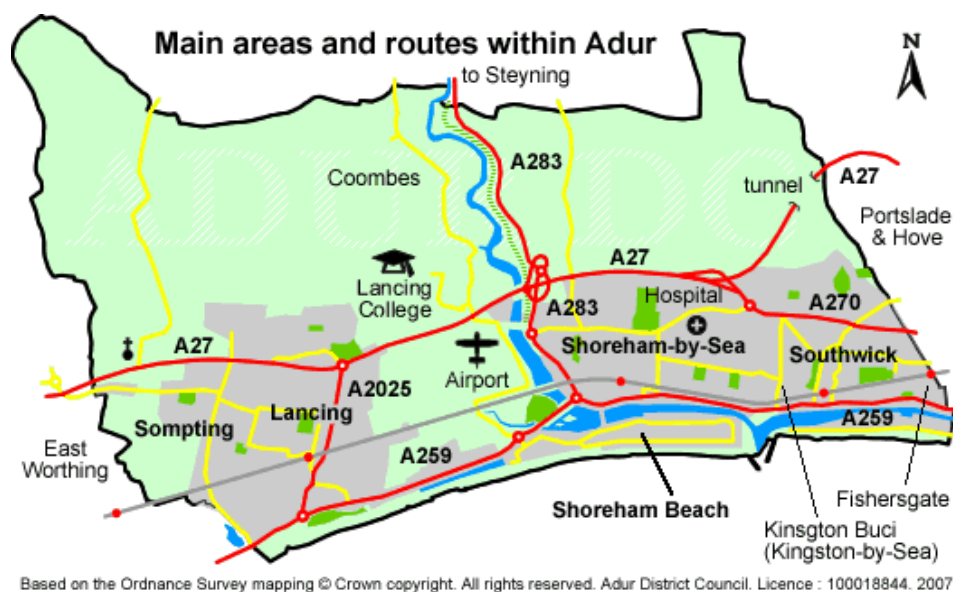 Main areas and routes within Adur
to Steyning
N
ADUR DC
A283
Coombes
tunnel
A27
Portslade
& Hove
A27
Lancing
College
A283
Hospital
A270
A27
Shoreham-by-Sea
Southwick
Airport
A2025
Lancing
Sompting
A259
A259
East
Worthing
Shoreham Beach
Fishersgate
Kinsgton Buci
(Kingston-by-Sea)
Based on the Ordnance Survey mapping © Crown copyright. All rights reserved. Adur District Council. Licence : 100018844. 2007